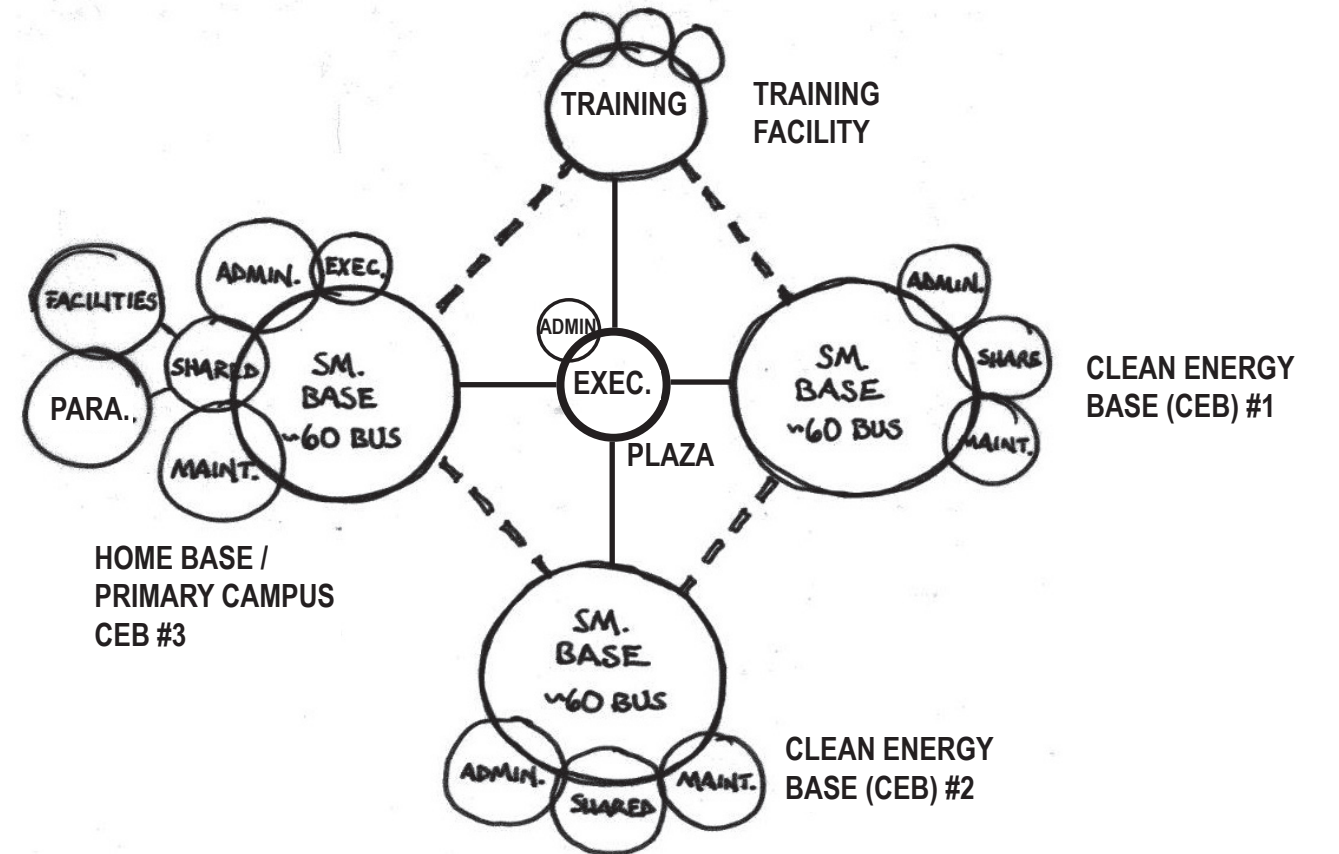 TRAINING
TRAINING
FACILITY
ADMIN.
EXEC.
FACILITIES
SHARED
PARA..
MAINT.
SM.
BASE
~60 BUS
HOME BASE /
PRIMARY CAMPUS
CEB #3
ADMIN
EXEC.
PLAZA
SM.
BASE
~60 BUS
ADMIN.
SHARE
MAINT.
CLEAN ENERGY
BASE (CEB) #1
SM.
BASE
~60 BUS
ADMIN.
SHARED
MAINT.
CLEAN ENERGY
BASE (CEB) #2